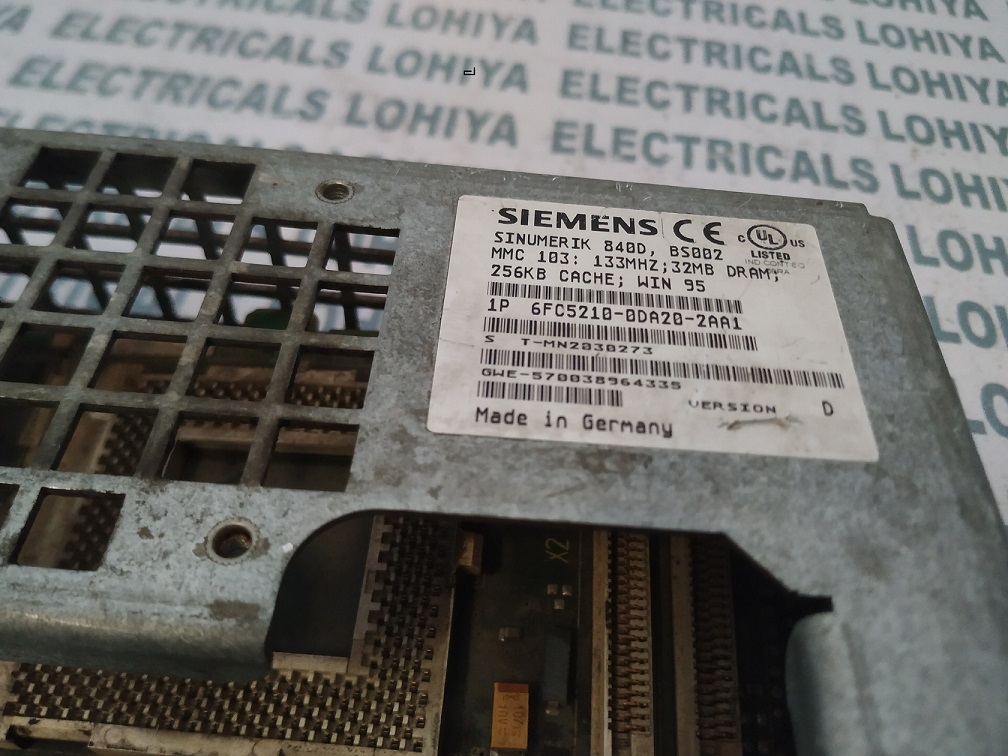 ELECTRICALS LOHIYA
ELECTRICALS LOHIYA ELECTRICALS LOHIYA
ELECTRICALS LOHIYA ELECTRICALS LOHIYA
ELECTRICALS LOHIYA ELECTRICALS LOHIYA
SIEMENS CE C UL US
LISTED
SINUMERIK 840D, BS002
MMC 103: 133MHZ;32MB DRAM;
256KB CACHE; WIN 95
1P 6FC5210-0DA20-2AA1
S T-MN2030273
GWE-570038964335
VERSION D
Made in Germany
X2